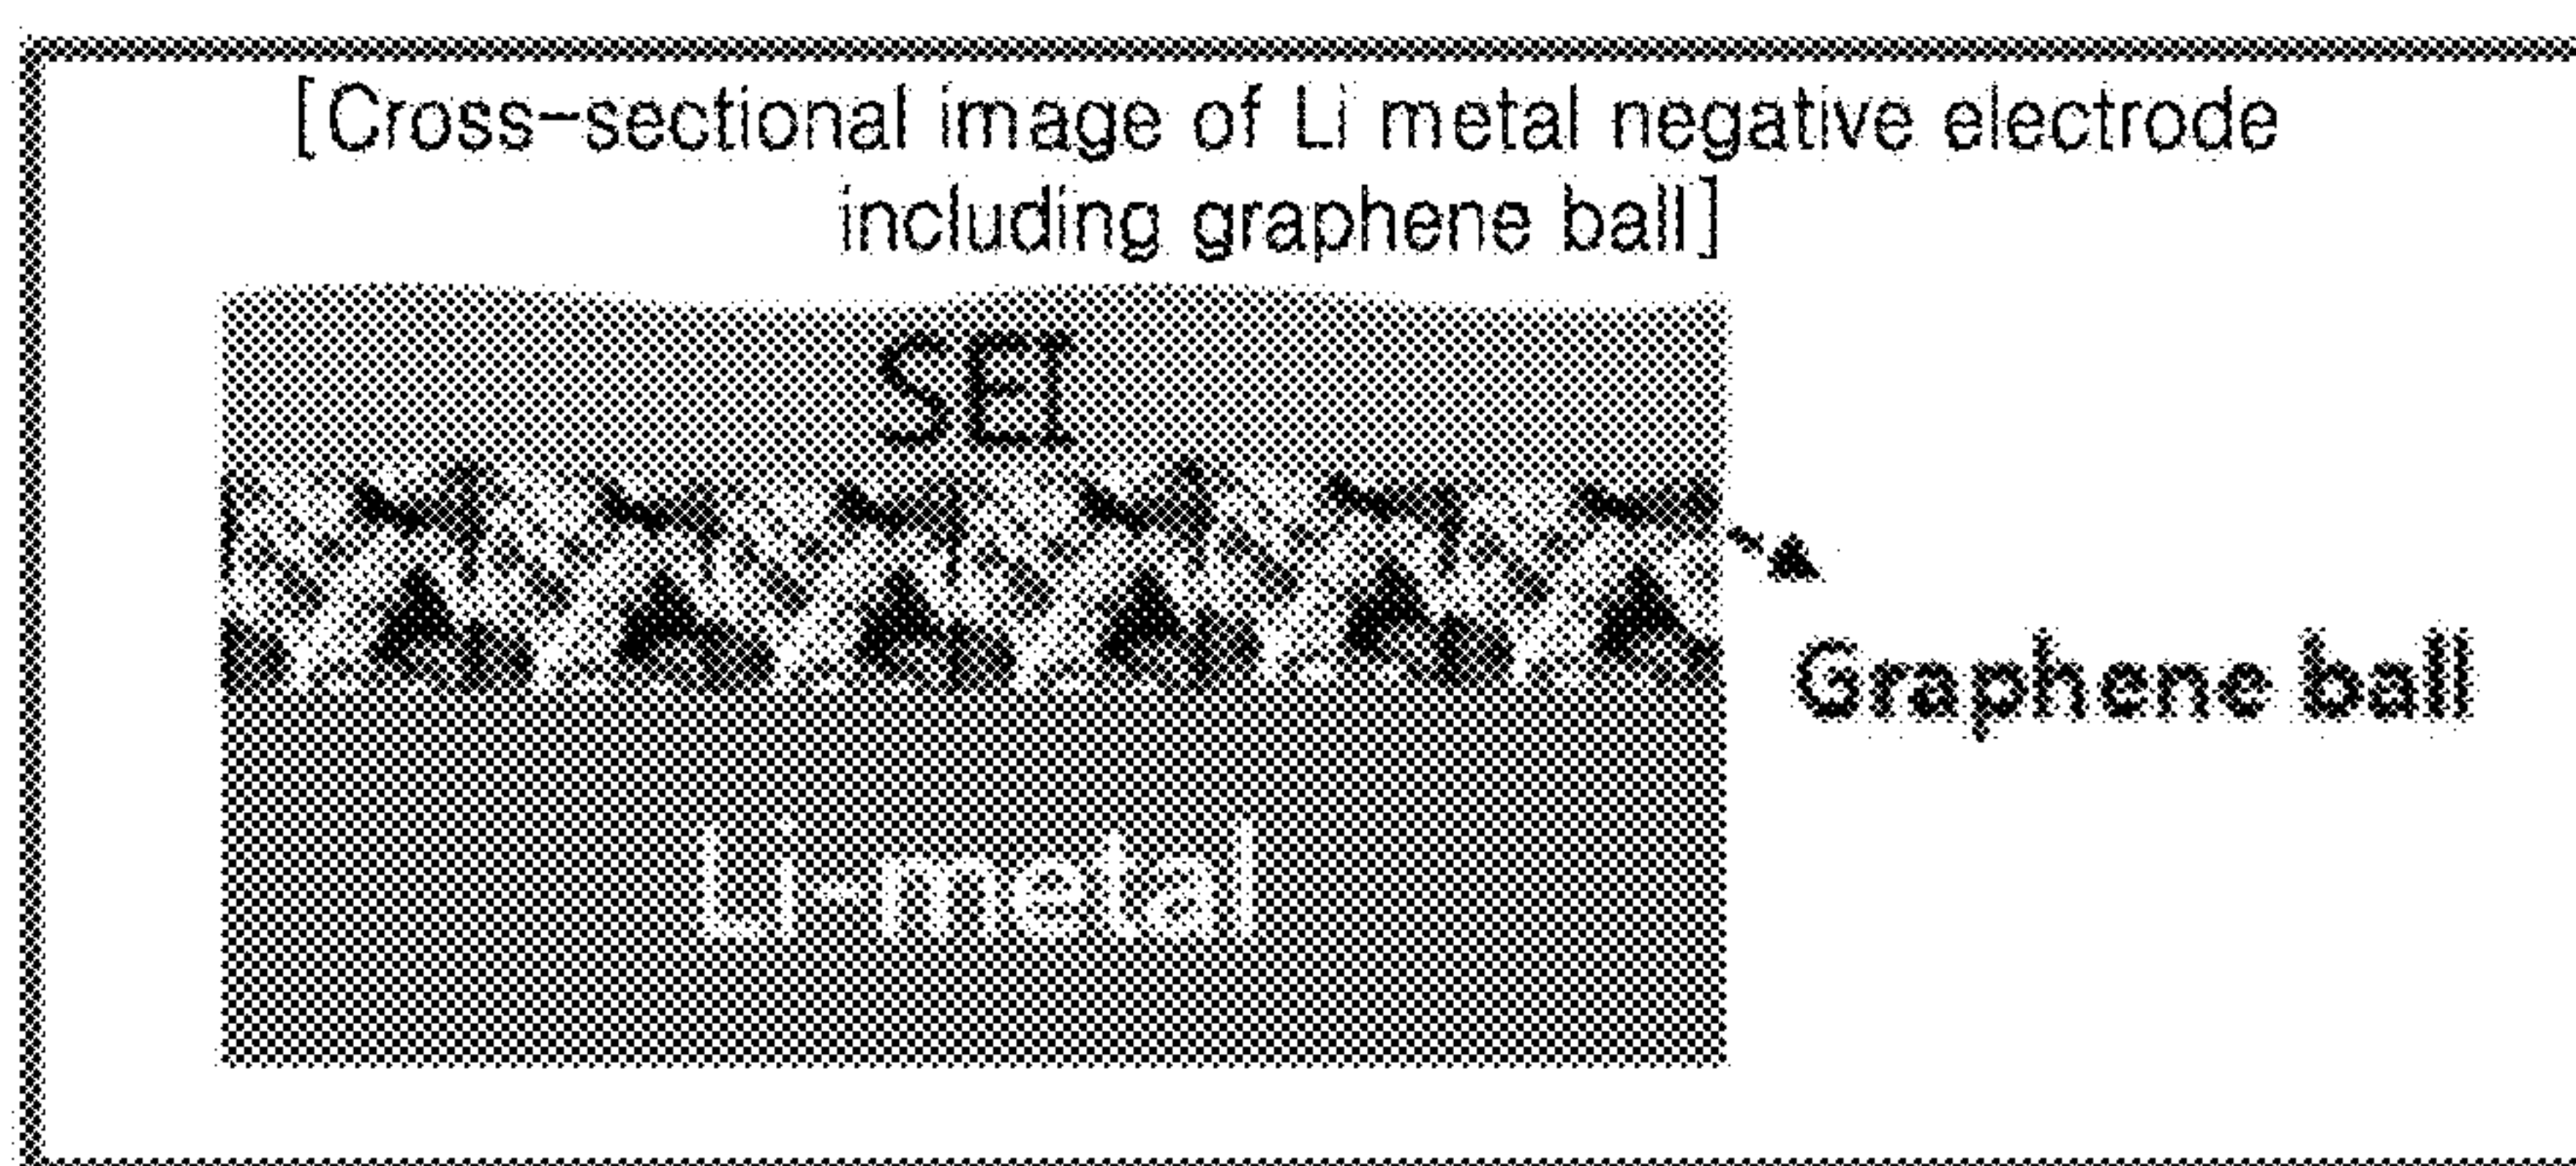 [Cross-sectional image of Li metal negative electrode
including graphene ball]
SEI
Graphene ball
Li-metal